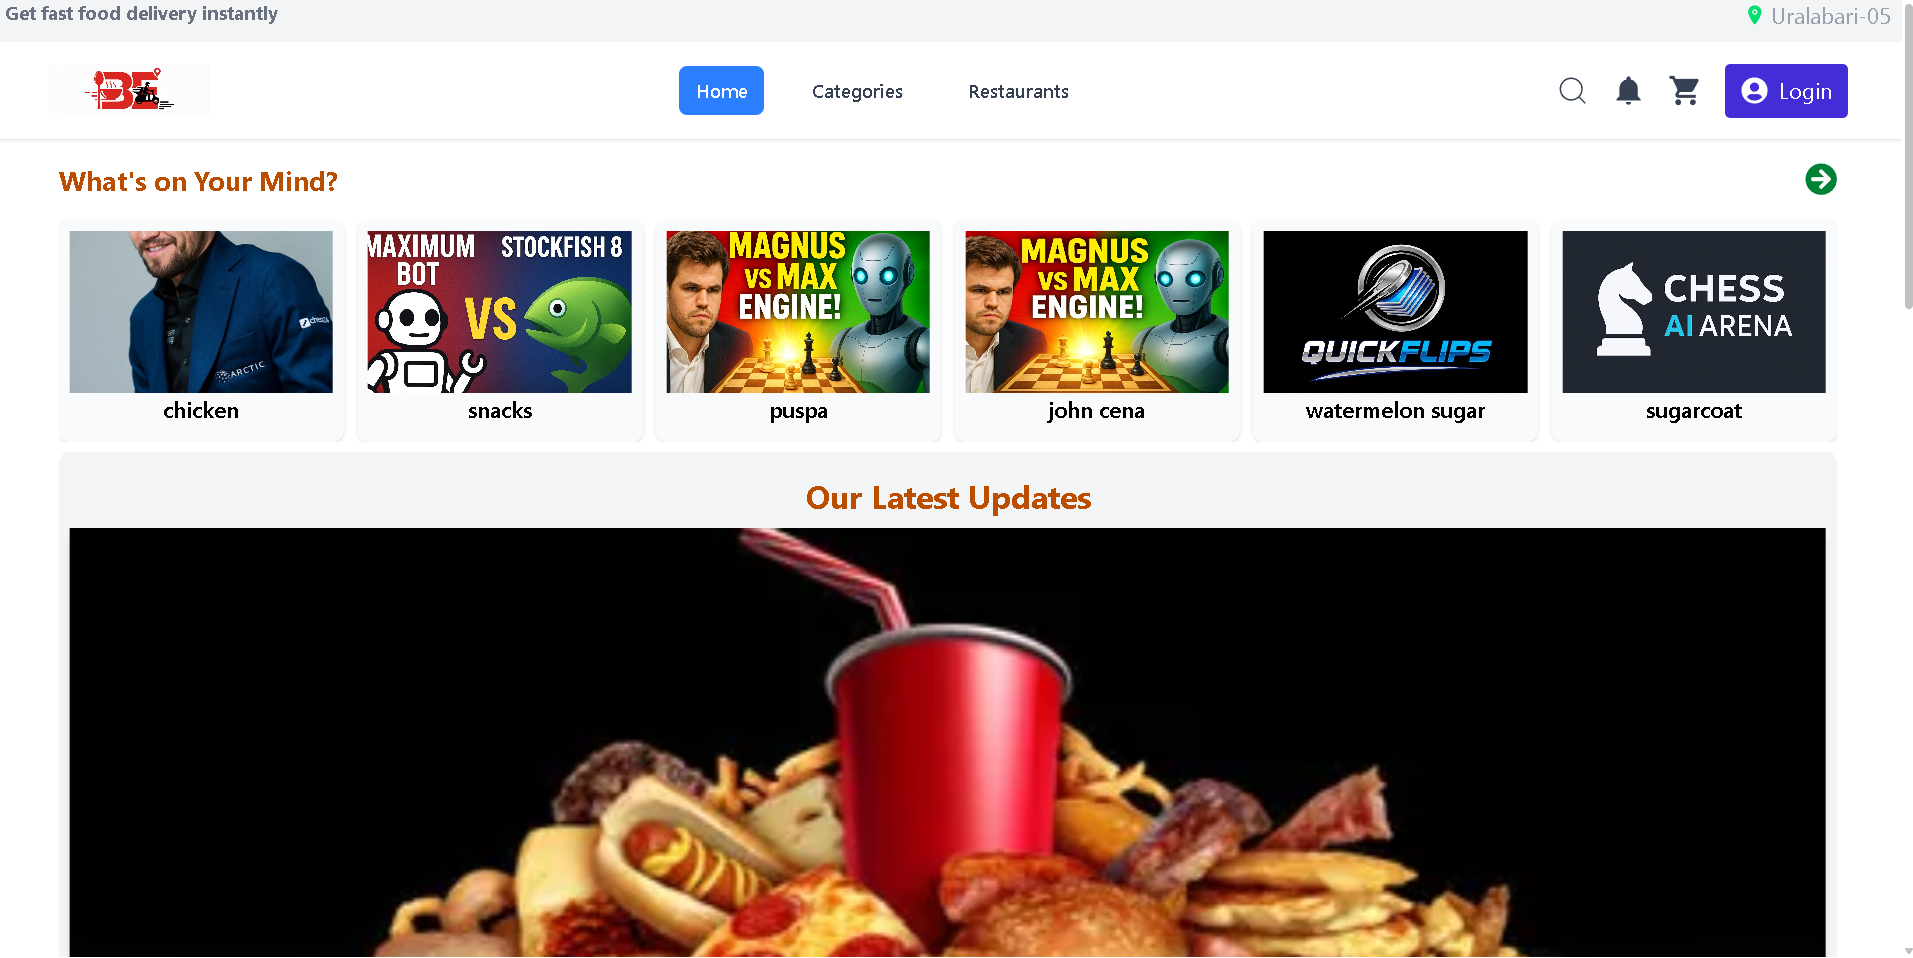 Get fast food delivery instantly
Uralabari-05
BE
Home
Categories
Restaurants
Login
What's on Your Mind?
ARCTIC
chicken
MAXIMUM
BOT
STOCKFISH 8
VS
snacks
MAGNUS
VS MAX
ENGINE!
puspa
MAGNUS
VS MAX
ENGINE!
john cena
QUICKFLIPS
watermelon sugar
CHESS
AI ARENA
sugarcoat
Our Latest Updates